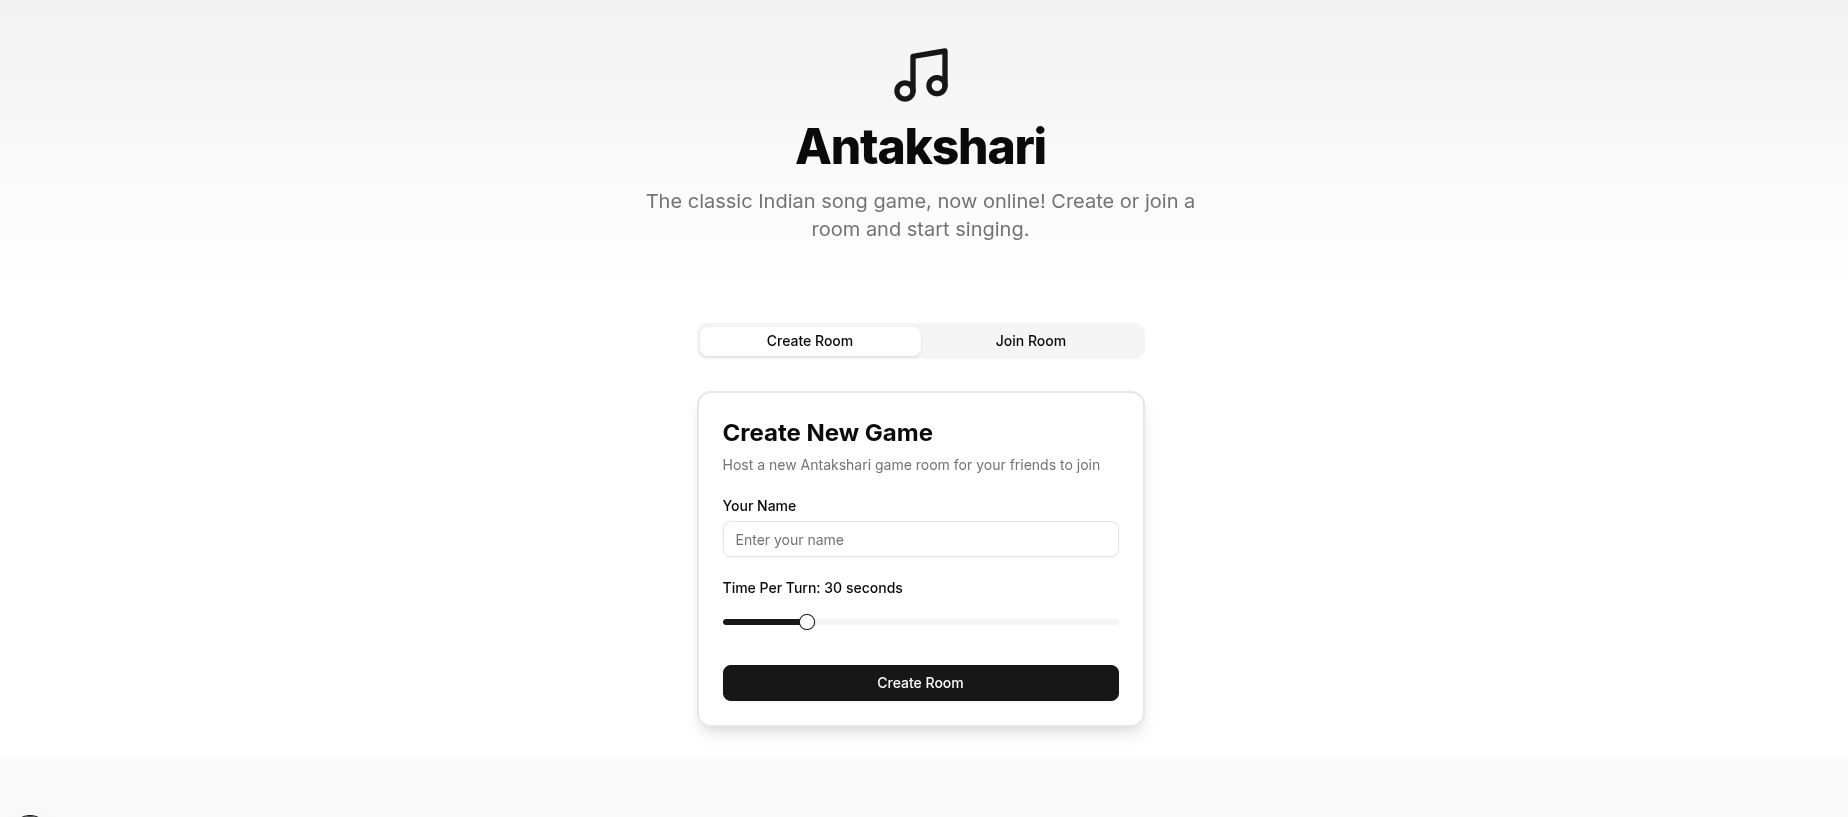 Antakshari
The classic Indian song game, now online! Create or join a
room and start singing.
Create Room
Join Room
Create New Game
Host a new Antakshari game room for your friends to join
Your Name
Enter your name
Time Per Turn: 30 seconds
Create Room